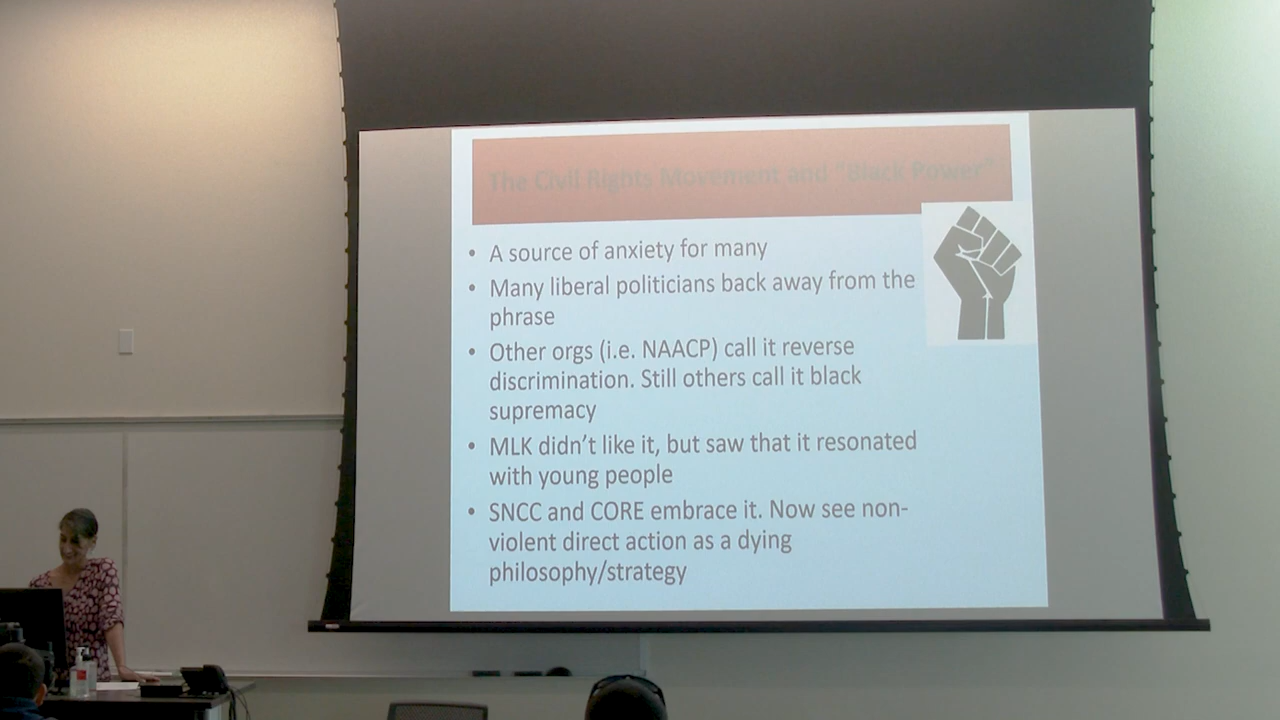 The Civil Rights Movement and "Black Power"
• A source of anxiety for many
• Many liberal politicians back away from the
phrase
• Other orgs (i.e. NAACP) call it reverse
discrimination. Still others call it black
supremacy
• MLK didn't like it, but saw that it resonated
with young people
• SNCC and CORE embrace it. Now see non-
violent direct action as a dying
philosophy/strategy